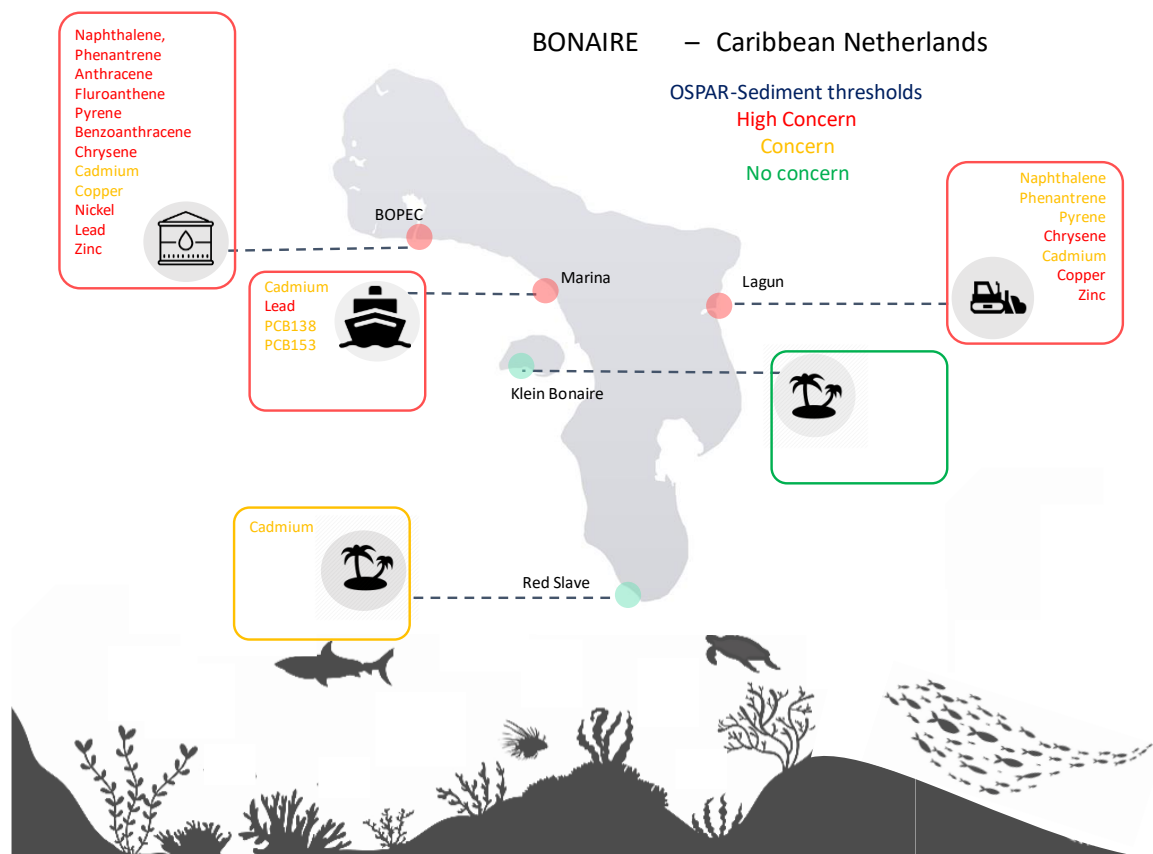 BONAIRE – Caribbean Netherlands
OSPAR-Sediment thresholds
High Concern
Concern
No concern
Naphthalene,
Phenantrene
Anthracene
Fluroanthene
Pyrene
Benzoanthracene
Chrysene
Cadmium
Copper
Nickel
Lead
Zinc
BOPEC
Cadmium
Lead
PCB138
PCB153
Marina
Lagun
Naphthalene
Phenantrene
Pyrene
Chrysene
Cadmium
Copper
Zinc
Klein Bonaire
Cadmium
Red Slave